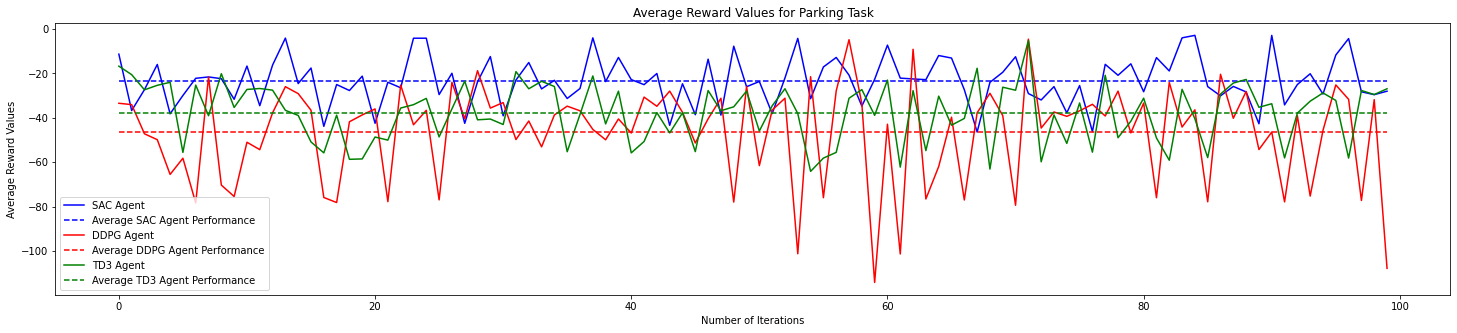 Average Reward Values for Parking Task
Average Reward Values
0
−20
−40
−60
−80
−100
SAC Agent
Average SAC Agent Performance
DDPG Agent
Average DDPG Agent Performance
TD3 Agent
Average TD3 Agent Performance
0
20
40
60
80
100
Number of Iterations